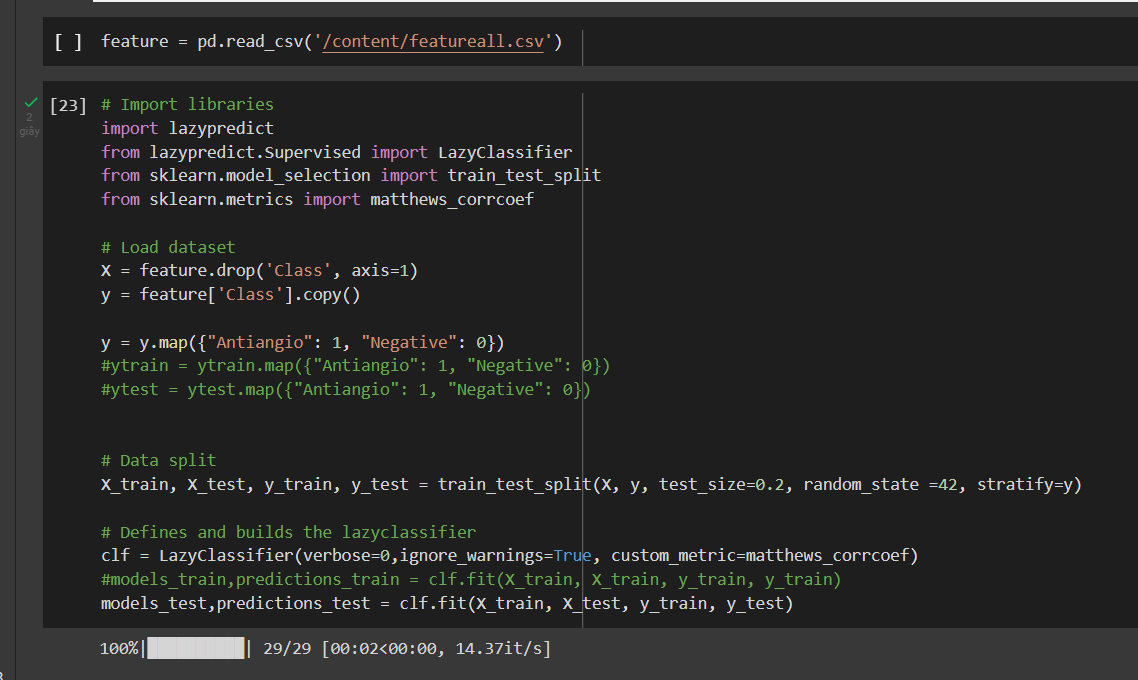 [ ] feature = pd.read_csv('/content/featureall.csv')
[23] # Import libraries
2
giây
import lazypredict
from lazypredict.Supervised import LazyClassifier
from sklearn.model_selection import train_test_split
from sklearn.metrics import matthews_corrcoef
# Load dataset
X = feature.drop('Class', axis=1)
y = feature['Class'].copy()
y = y.map({"Antiangio": 1, "Negative": 0})
#ytrain = ytrain.map({"Antiangio": 1, "Negative": 0})
#ytest = ytest.map({"Antiangio": 1, "Negative": 0})
# Data split
X_train, X_test, y_train, y_test = train_test_split(X, y, test_size=0.2, random_state =42, stratify=y)
# Defines and builds the lazyclassifier
clf = LazyClassifier(verbose=0,ignore_warnings=True, custom_metric=matthews_corrcoef)
#models_train,predictions_train = clf.fit(X_train, X_train, y_train, y_train)
models_test,predictions_test = clf.fit(X_train, X_test, y_train, y_test)
100%|██████████| 29/29 [00:02<00:00, 14.37it/s]